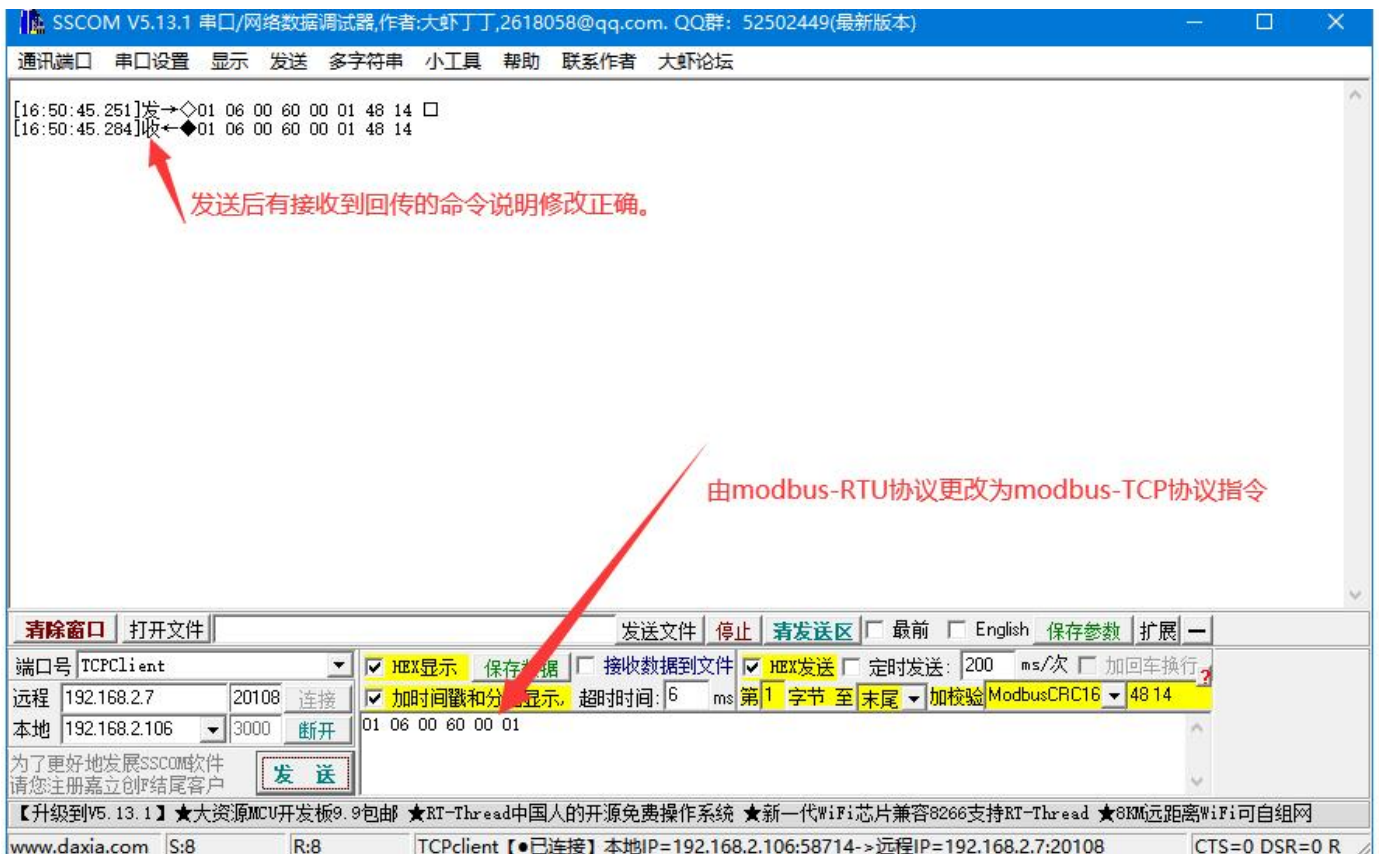 SSCOM V5.13.1 串口/网络数据调试器,作者:大虾丁丁,2618058@qq.com. QQ群：52502449(最新版本)
通讯端口 串口设置 显示 发送 多字符串 小工具 帮助 联系作者 大虾论坛
[16:50:45.251]发→◇01 06 00 60 00 01 48 14 □
[16:50:45.284]收←◆01 06 00 60 00 01 48 14
发送后有接收到回传的命令说明修改正确。
由modbus-RTU协议更改为modbus-TCP协议指令
清除窗口 打开文件 发送文件 停止 清发送区 最前 English 保存参数 扩展 —
端口号 TCPClient HEX显示 保存数据 接收数据到文件 HEX发送 定时发送: 200 ms/次 加回车换行
远程 192.168.2.7 20108 连接 加时间戳和分包显示, 超时时间: 6 ms 第1 字节 至 末尾 加校验 ModbusCRC16 48 14
本地 192.168.2.106 3000 断开 01 06 00 60 00 01
为了更好地发展SSCOM软件
请您注册嘉立创F结尾客户 发 送
【升级到V5.13.1】★大资源MCU开发板9.9包邮 ★RT-Thread中国人的开源免费操作系统 ★新一代WiFi芯片兼容8266支持RT-Thread ★8KM远距离WiFi可自组网
www.daxia.com S:8 R:8 TCPclient【●已连接】本地IP=192.168.2.106:58714->远程IP=192.168.2.7:20108 CTS=0 DSR=0 R